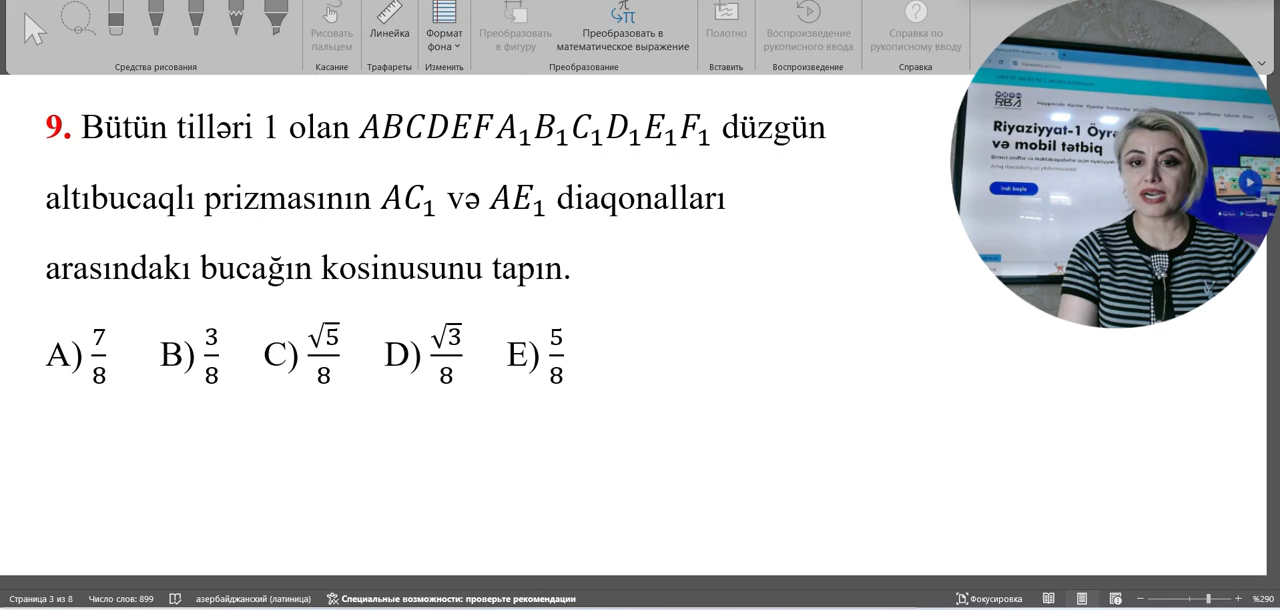 Рисовать пальцем
Линейка
Формат фона
Преобразовать в фигуру
Преобразовать в математическое выражение
Полотно
Воспроизведение рукописного ввода
Справка по рукописному вводу
Средства рисования
Касание
Трафареты
Изменить
Преобразование
Вставить
Воспроизведение
Справка
RBA
Riyaziyyat-1 Öyrə
və mobil tətbiq
İndi başla
9. Bütün tilləri 1 olan ABCDEFA₁B₁C₁D₁E₁F₁ düzgün
altıbucaqlı prizmasının AC₁ və AE₁ diaqonalları
arasındakı bucağın kosinusunu tapın.
A) 7/8 B) 3/8 C) √5/8 D) √3/8 E) 5/8
Страница 3 из 8 Число слов: 899 азербайджанский (латиница) Специальные возможности: проверьте рекомендации Фокусировка %290